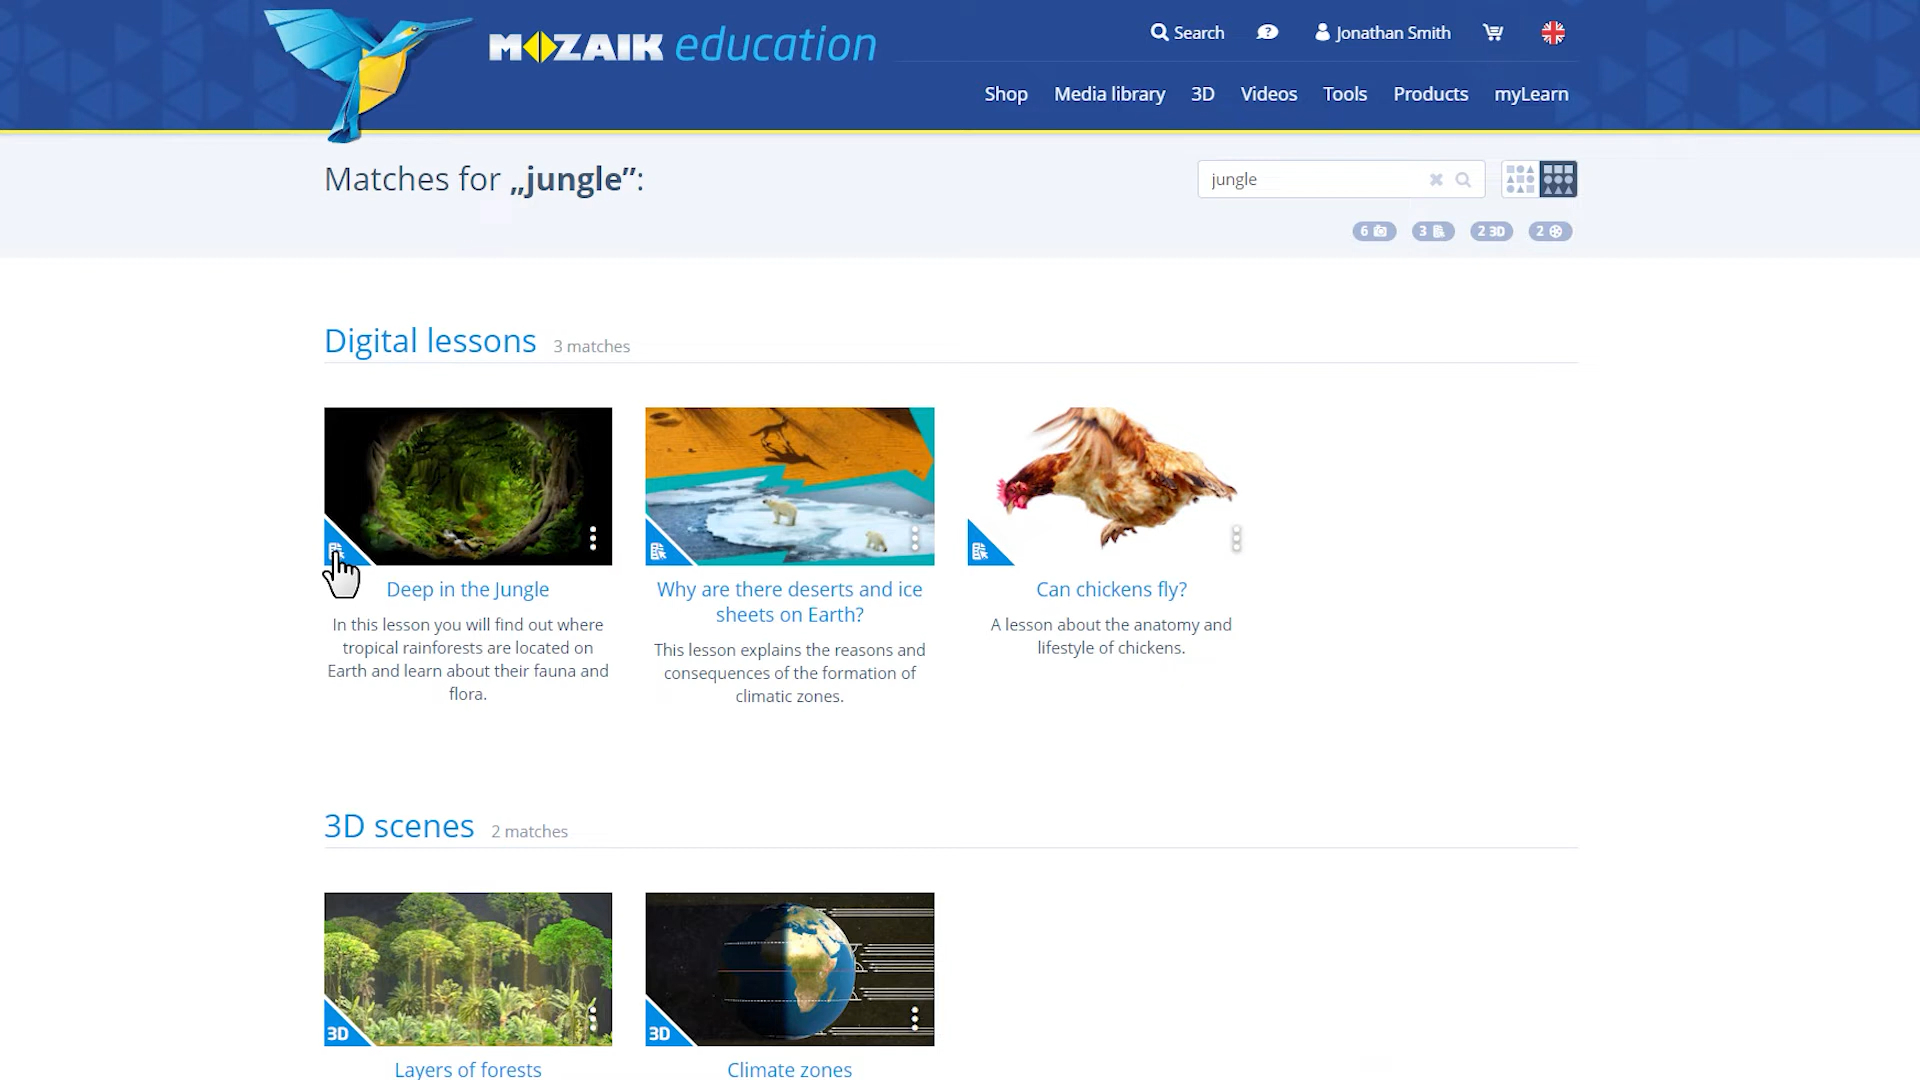 MOZAIK education
Search
Jonathan Smith
Shop
Media library
3D
Videos
Tools
Products
myLearn
Matches for „jungle”:
jungle
6
3
2 3D
2
Digital lessons
3 matches
Deep in the Jungle
In this lesson you will find out where
tropical rainforests are located on
Earth and learn about their fauna and
flora.
Why are there deserts and ice
sheets on Earth?
This lesson explains the reasons and
consequences of the formation of
climatic zones.
Can chickens fly?
A lesson about the anatomy and
lifestyle of chickens.
3D scenes
2 matches
3D
3D
Layers of forests
Climate zones